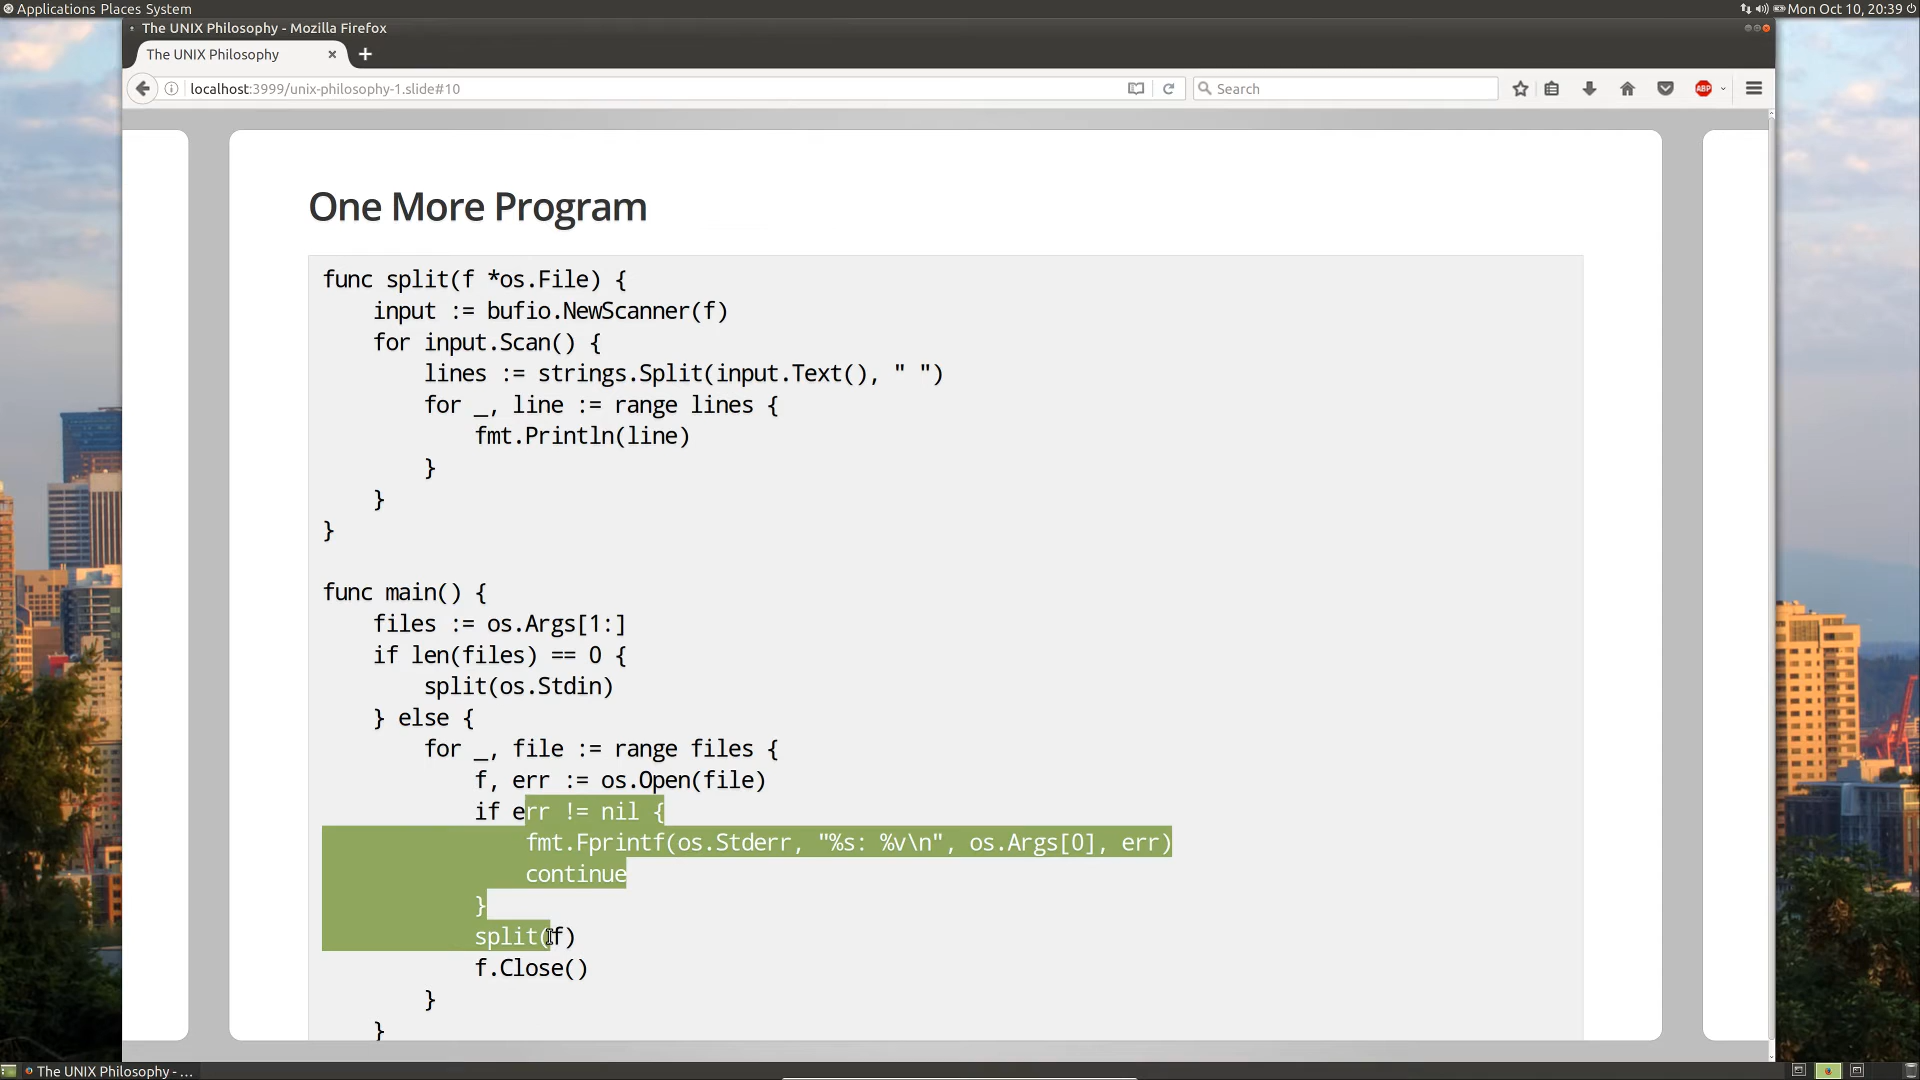 Applications Places System
Mon Oct 10, 20:39
The UNIX Philosophy - Mozilla Firefox
The UNIX Philosophy
localhost:3999/unix-philosophy-1.slide#10
Search
ABP
One More Program
func split(f *os.File) {
    input := bufio.NewScanner(f)
    for input.Scan() {
        lines := strings.Split(input.Text(), " ")
        for _, line := range lines {
            fmt.Println(line)
        }
    }
}
func main() {
    files := os.Args[1:]
    if len(files) == 0 {
        split(os.Stdin)
    } else {
        for _, file := range files {
            f, err := os.Open(file)
            if err != nil {
                fmt.Fprintf(os.Stderr, "%s: %v\n", os.Args[0], err)
                continue
            }
            split(f)
            f.Close()
        }
    }
The UNIX Philosophy - ...